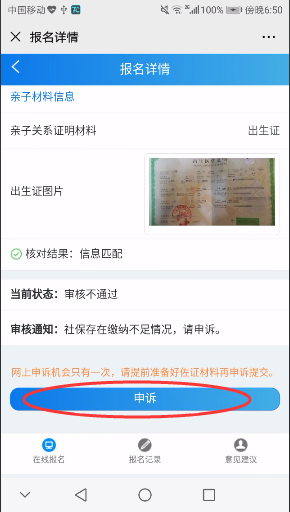 中国移动 100% 傍晚6:50
报名详情
报名详情
亲子材料信息
亲子关系证明材料 出生证
出生证图片
核对结果：信息匹配
当前状态：审核不通过
审核通知：社保存在缴纳不足情况，请申诉。
网上申诉机会只有一次，请提前准备好佐证材料再申诉提交。
申诉
在线报名 报名记录 意见建议